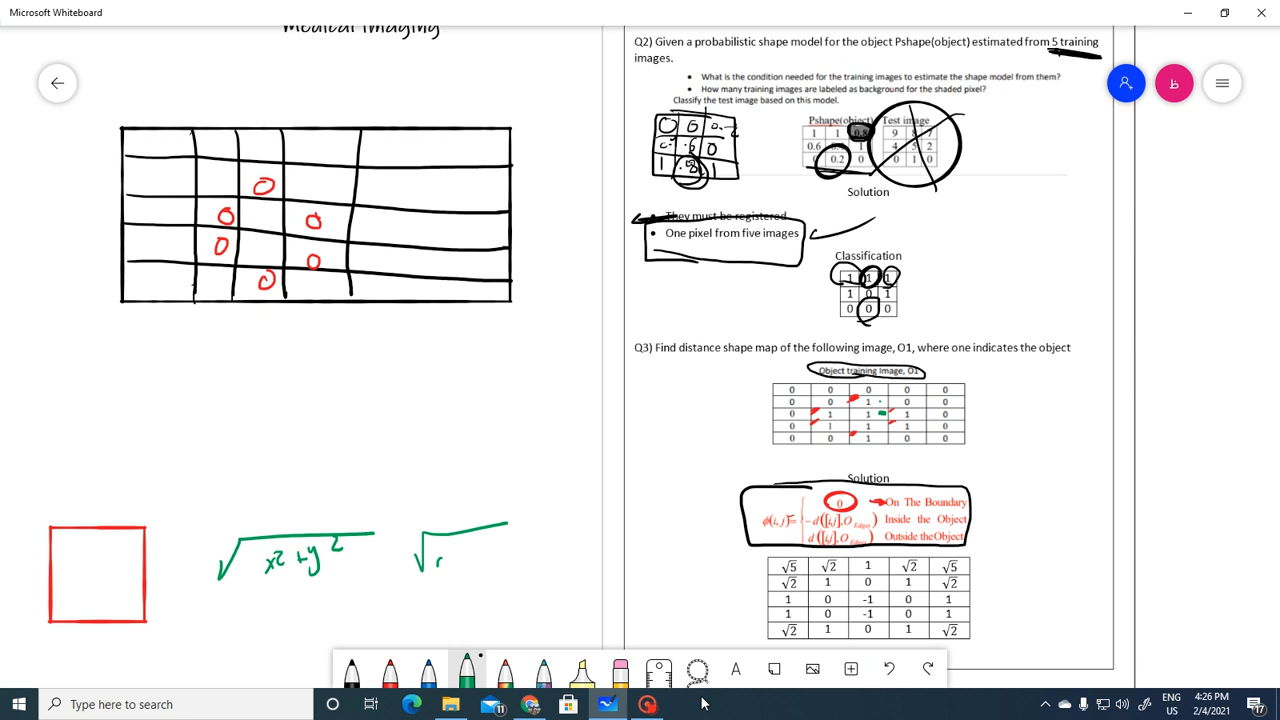 Microsoft Whiteboard
Medical Imaging
Q2) Given a probabilistic shape model for the object Pshape(object) estimated from 5 training
images.
• What is the condition needed for the training images to estimate the shape model from them?
• How many training images are labeled as background for the shaded pixel?
Classify the test image based on this model.
Pshape(object) Test image
1 1 0.8 9 8 7
0.6 1 5 2
0.2 0 0 1 0
Solution
• They must be registered
• One pixel from five images
Classification
1 1 1
1 0 1
0 0 0
Q3) Find distance shape map of the following image, O1, where one indicates the object
Object training Image, O1
0 0 0 0 0
0 0 1 0 0
0 1 1 1 0
0 1 1 1 0
0 0 1 0 0
Solution
0 On The Boundary
ϕ(i, j)= { −d([i,j],O Edges) Inside the Object
d([i,j],O Edges) Outside the Object
√5 √2 1 √2 √5
√2 1 0 1 √2
1 0 -1 0 1
1 0 -1 0 1
√2 1 0 1 √2
0
0 0
0 0
0
√x² + y²
Type here to search
11
ENG
US
4:26 PM
2/4/2021
17